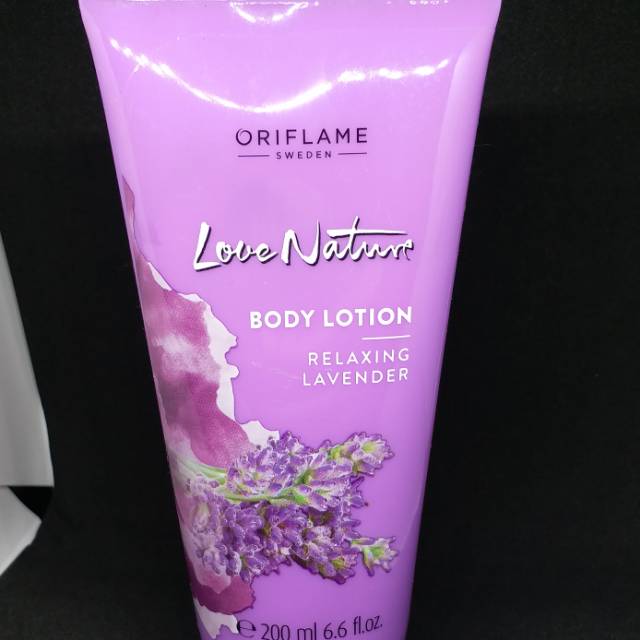 ORIFLAME
SWEDEN
Love Nature
BODY LOTION
RELAXING
LAVENDER
℮ 200 ml 6.6 fl.oz.